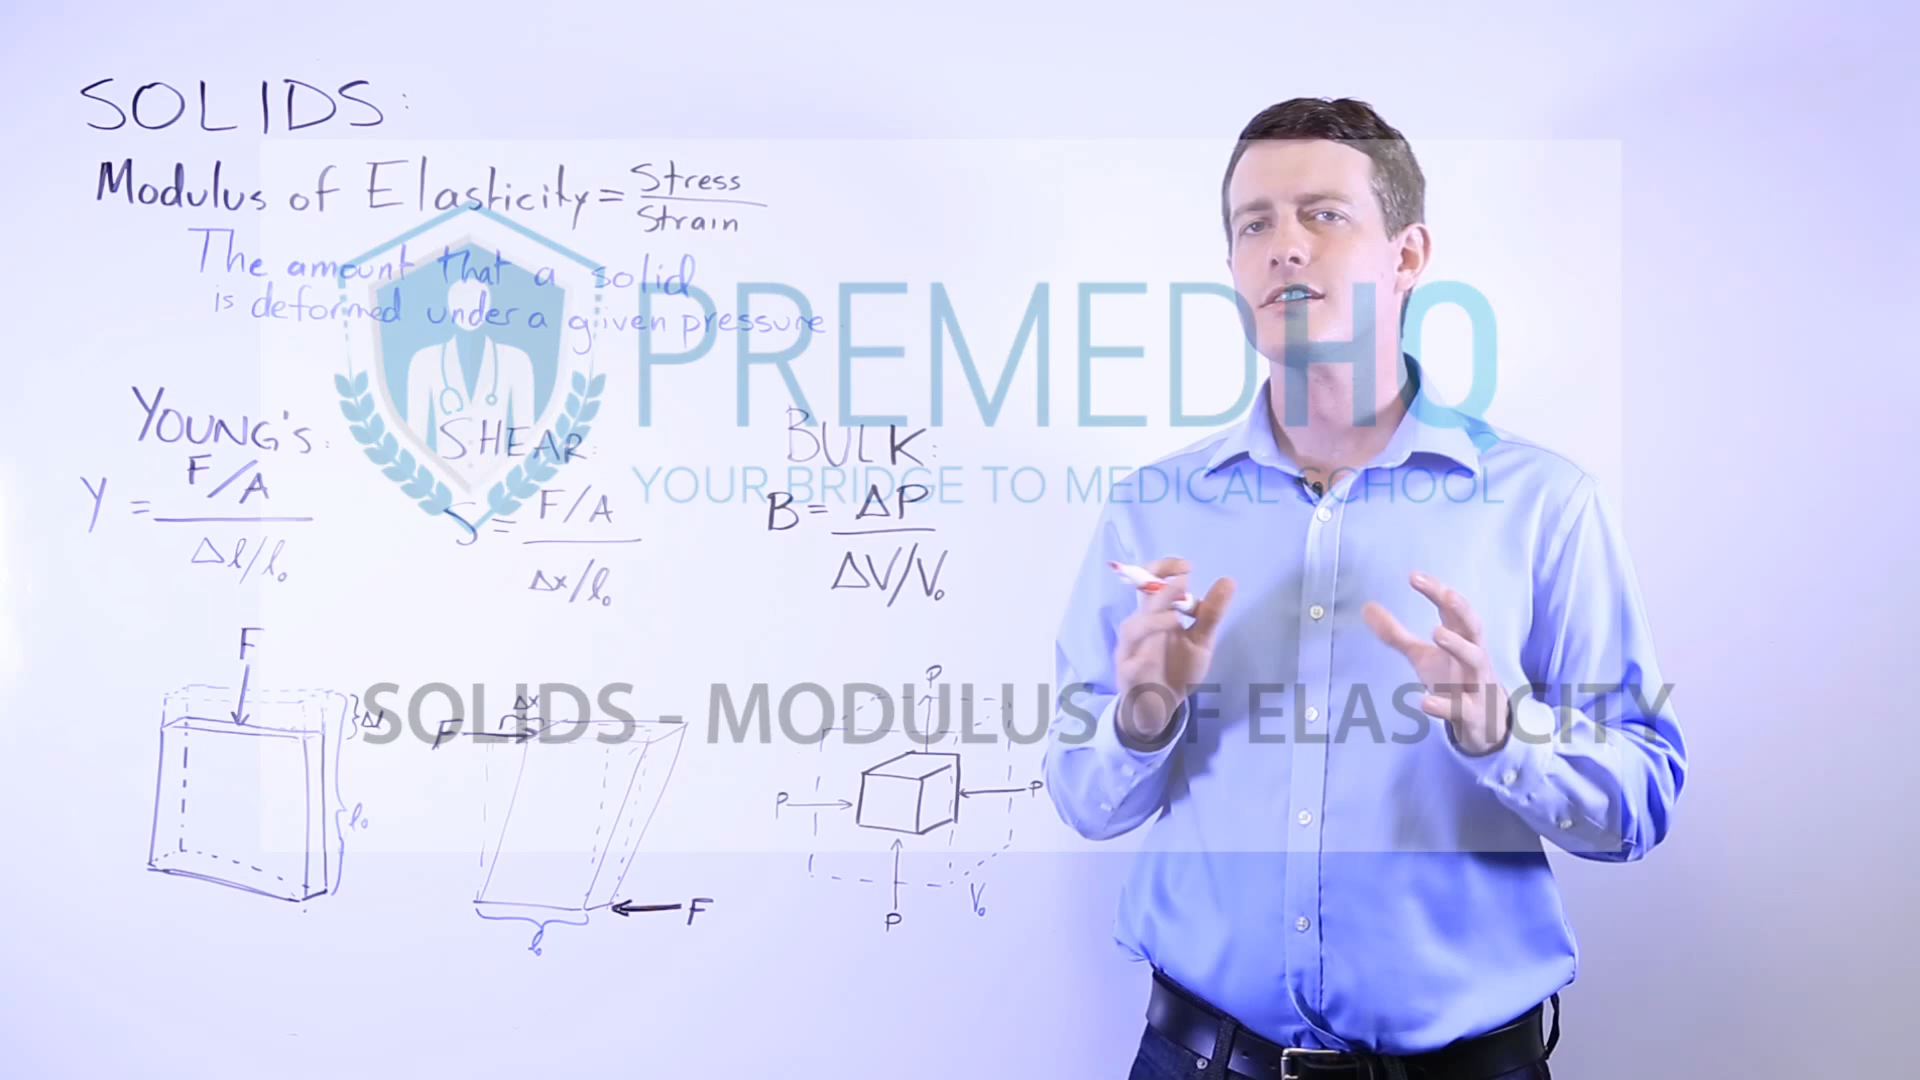 SOLIDS:
Modulus of Elasticity = Stress
Strain
The amount that a solid
is deformed under a given pressure
PREMEDHQ
YOUR BRIDGE TO MEDICAL SCHOOL
YOUNG'S:
Y = F/A
Δl/l₀
SHEAR:
S = F/A
Δx/l₀
BULK:
B = ΔP
ΔV/V₀
SOLIDS - MODULUS OF ELASTICITY
F
Δl
l₀
F
Δx
F
l₀
P
P
P
P
V₀